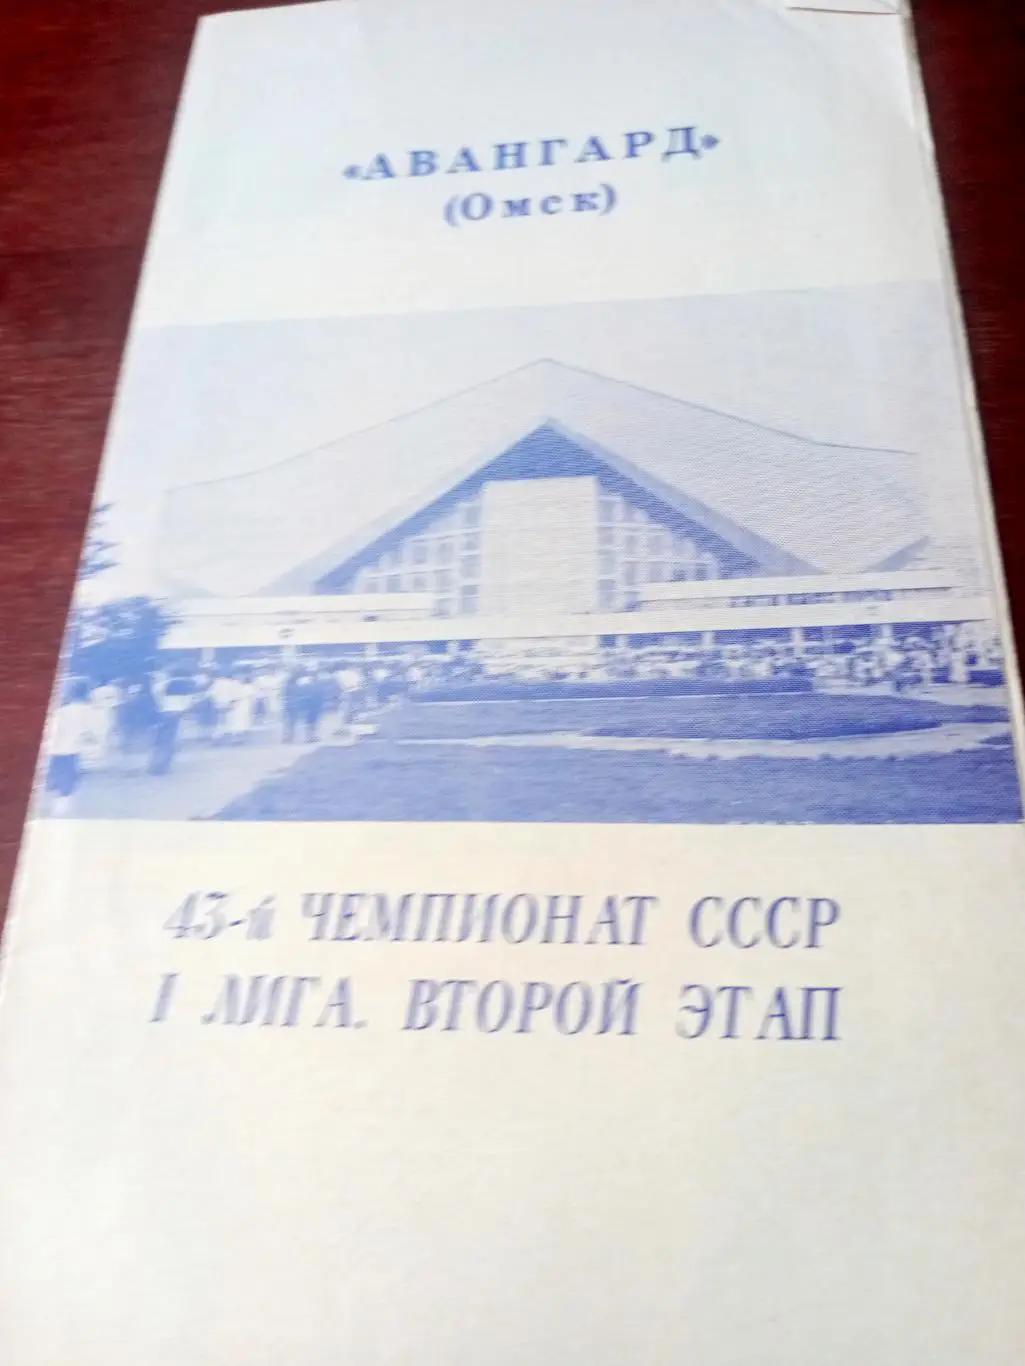 «АВАНГАРД»
(Омск)
43-й ЧЕМПИОНАТ СССР
I ЛИГА. ВТОРОЙ ЭТАП